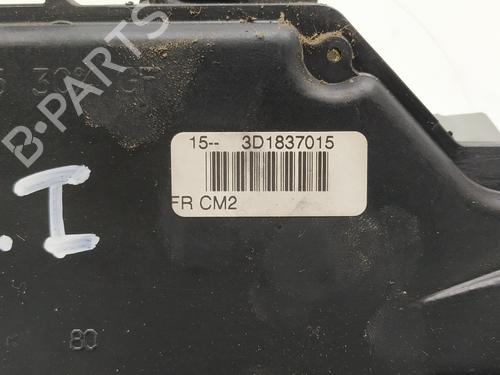 B-PARTS
15-- 3D1837015
FR CM2
. I
80